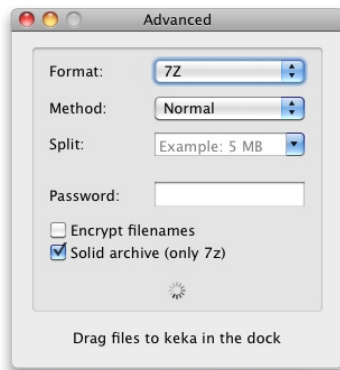 Advanced
Format: 7Z
Method: Normal
Split: Example: 5 MB
Password:
Encrypt filenames
Solid archive (only 7z)
Drag files to keka in the dock